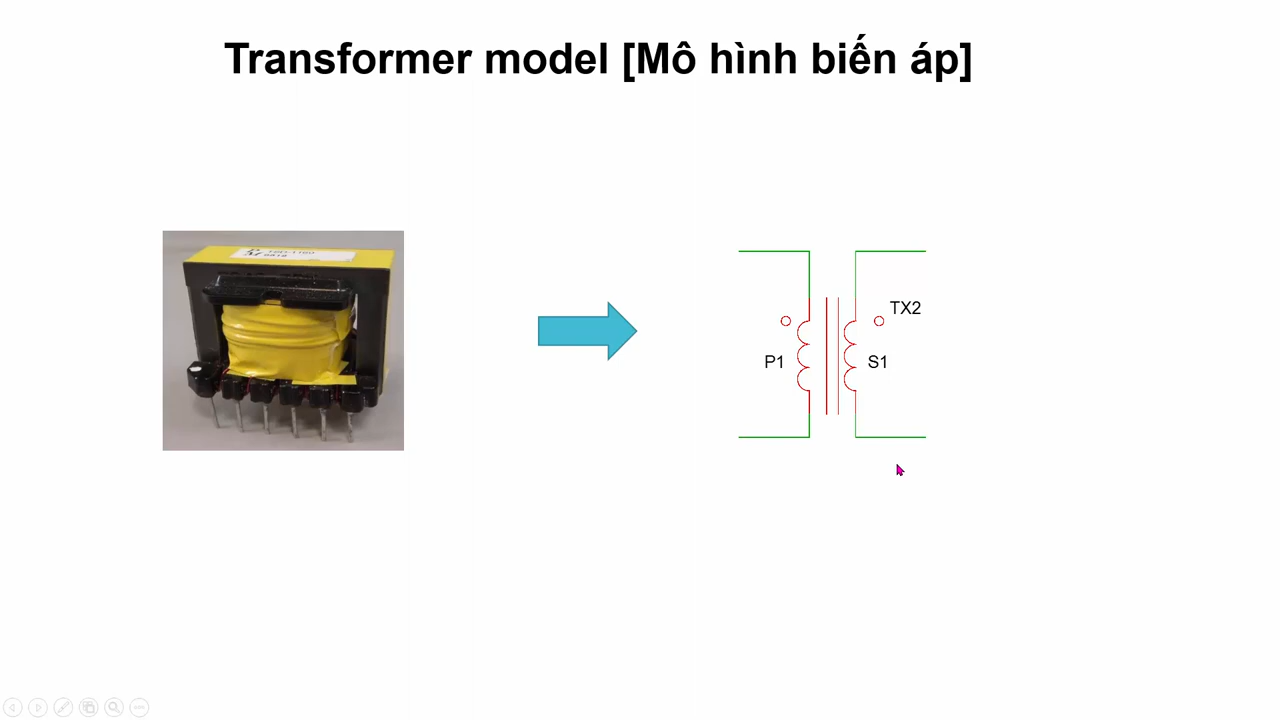 Transformer model [Mô hình biến áp]
TX2
P1
S1